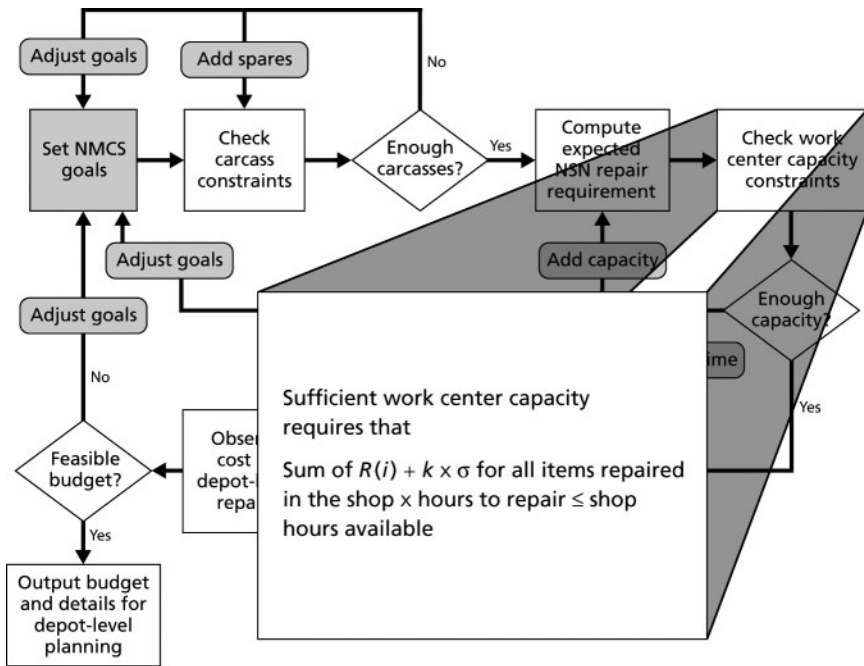 Adjust goals
Add spares
No
Set NMCS
goals
Check
carcass
constraints
Enough
carcasses?
Yes
Compute
expected
NSN repair
requirement
Check work
center capacity
constraints
Adjust goals
Add capacity
Adjust goals
Enough
capacity?
No
Yes
Sufficient work center capacity
requires that
Sum of R(i) + k x σ for all items repaired
in the shop x hours to repair ≤ shop
hours available
Feasible
budget?
cost
Yes
Output budget
and details for
depot-level
planning